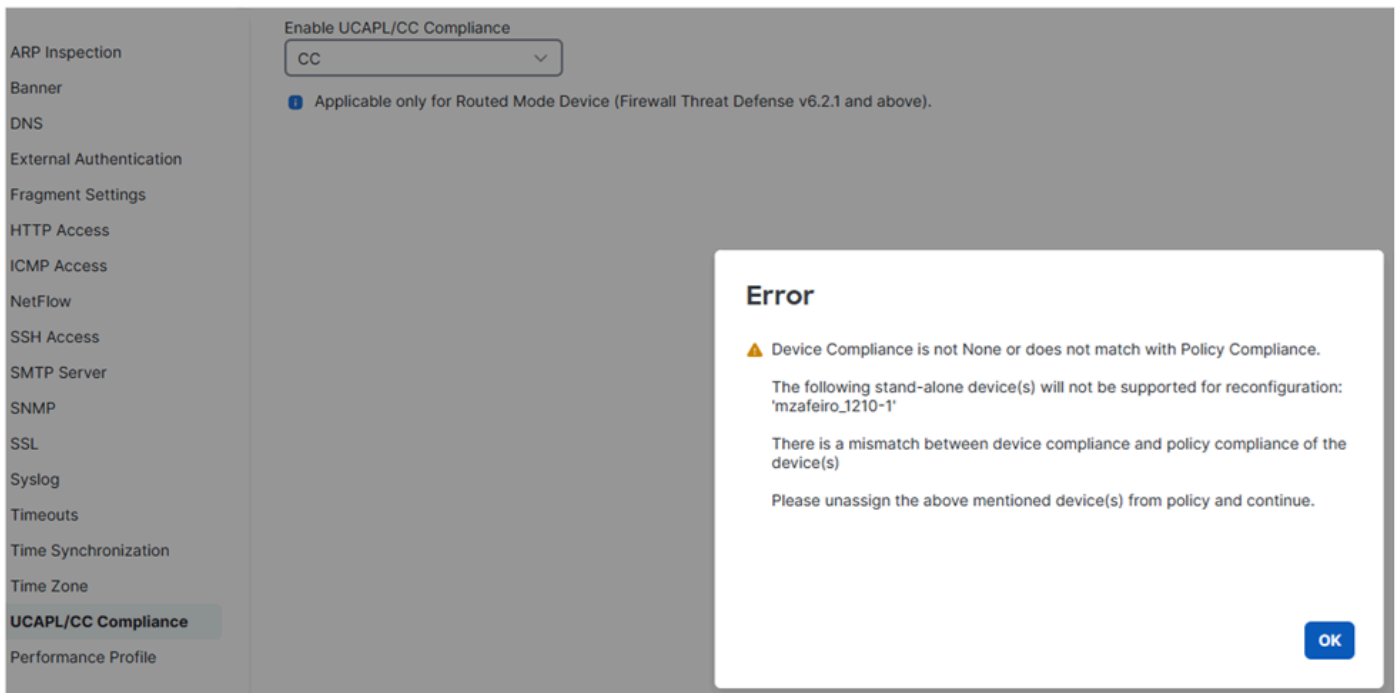 Enable UCAPL/CC Compliance
CC
Applicable only for Routed Mode Device (Firewall Threat Defense v6.2.1 and above).
ARP Inspection
Banner
DNS
External Authentication
Fragment Settings
HTTP Access
ICMP Access
NetFlow
SSH Access
SMTP Server
SNMP
SSL
Syslog
Timeouts
Time Synchronization
Time Zone
UCAPL/CC Compliance
Performance Profile
Error
Device Compliance is not None or does not match with Policy Compliance.
The following stand-alone device(s) will not be supported for reconfiguration:
'mzafeiro_1210-1'
There is a mismatch between device compliance and policy compliance of the
device(s)
Please unassign the above mentioned device(s) from policy and continue.
OK